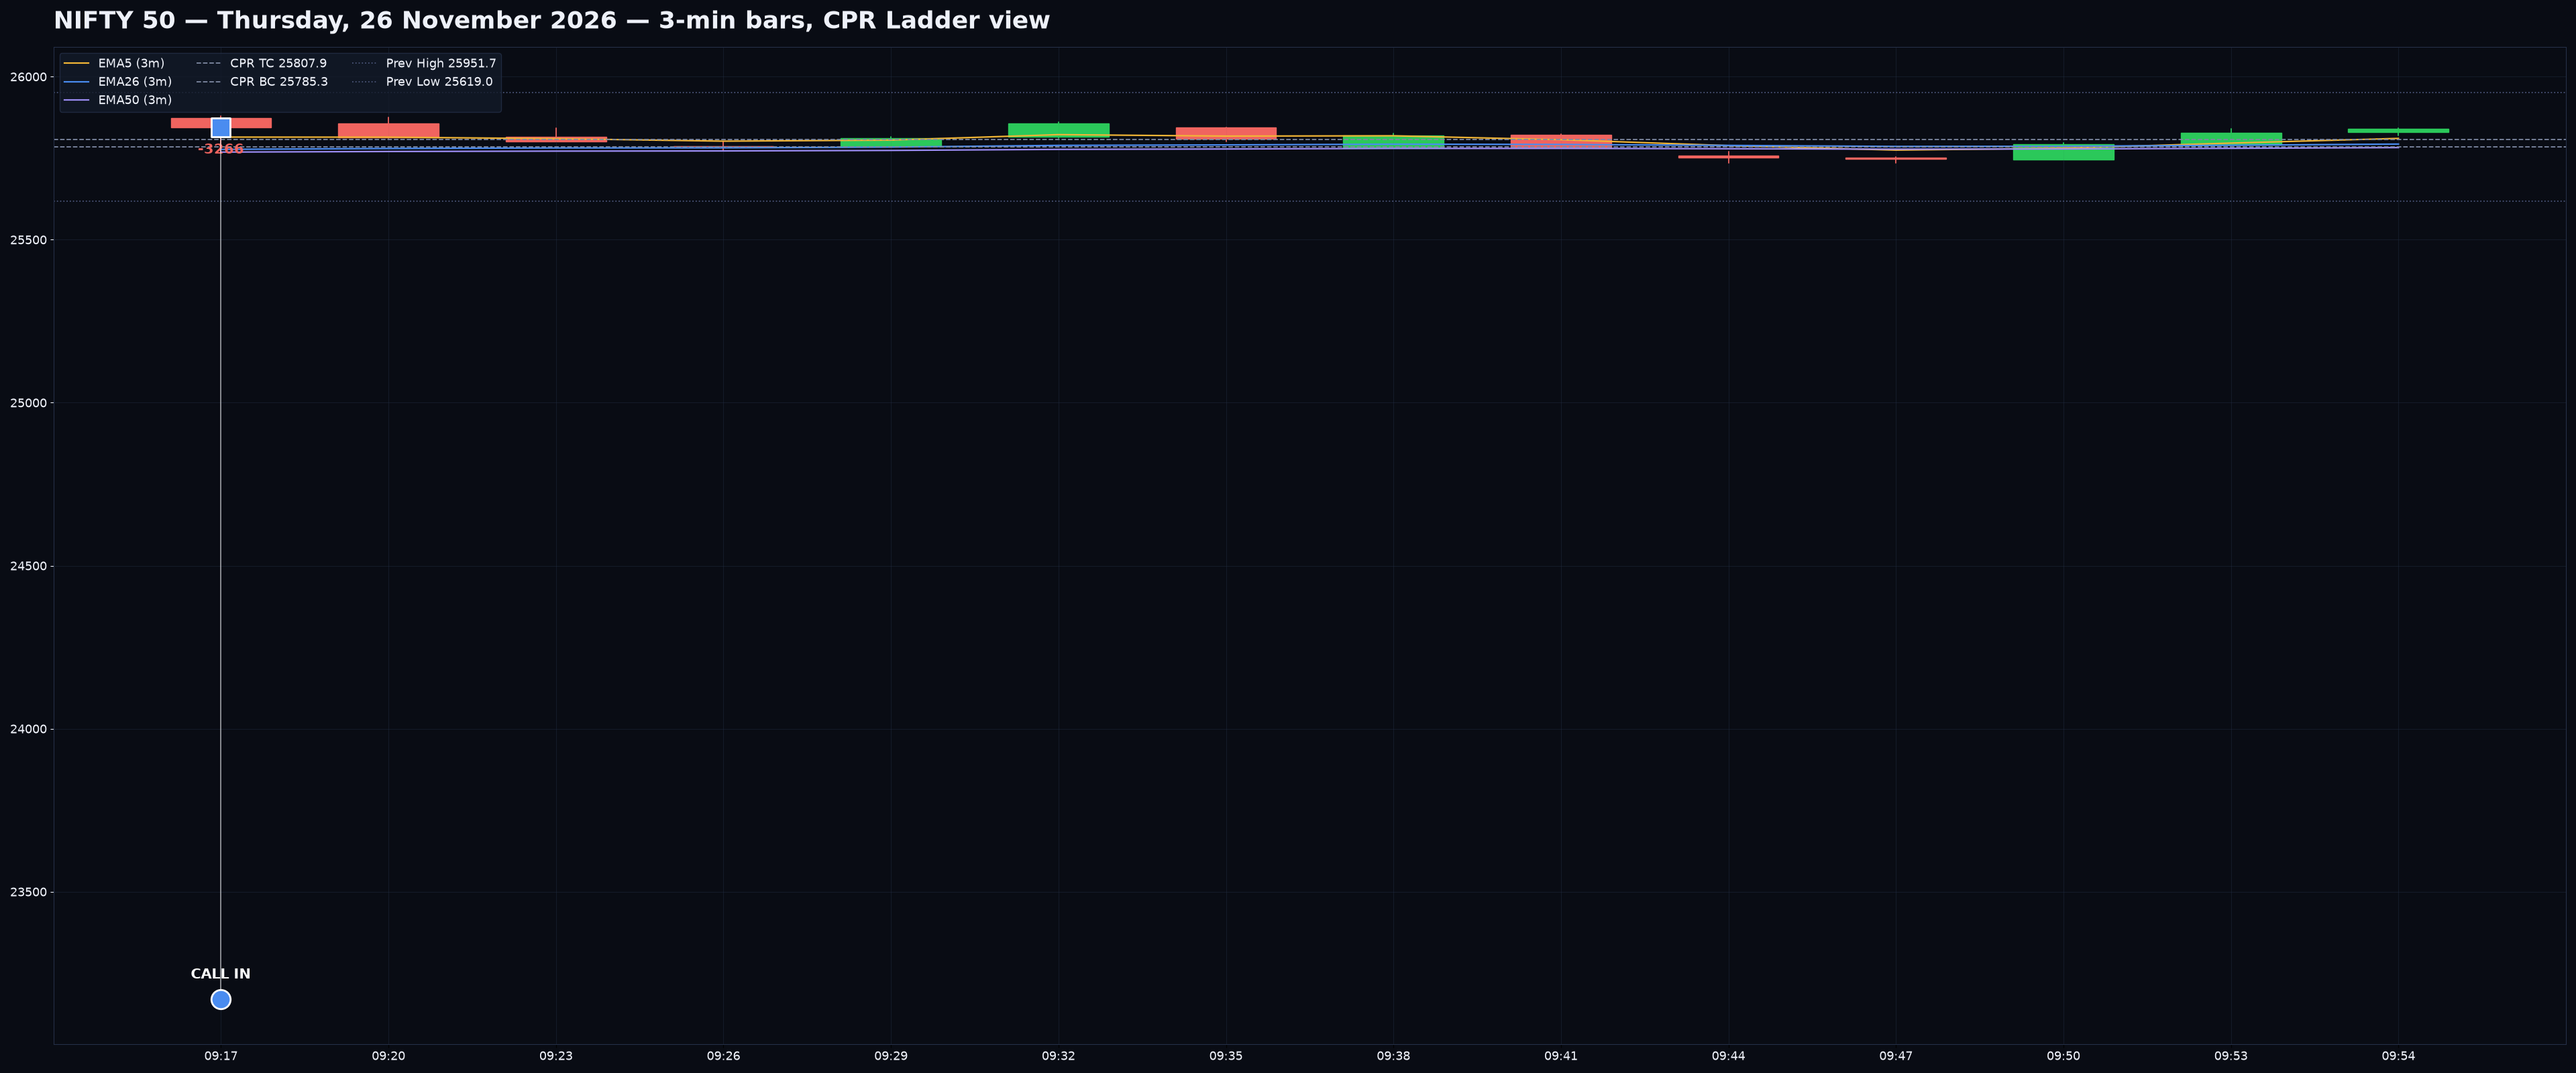 NIFTY 50 — Thursday, 26 November 2026 — 3-min bars, CPR Ladder view
EMA5 (3m)
EMA26 (3m)
EMA50 (3m)
CPR TC 25807.9
CPR BC 25785.3
Prev High 25951.7
Prev Low 25619.0
26000
25500
25000
24500
24000
23500
-3266
CALL IN
09:17 09:20 09:23 09:26 09:29 09:32 09:35 09:38 09:41 09:44 09:47 09:50 09:53 09:54